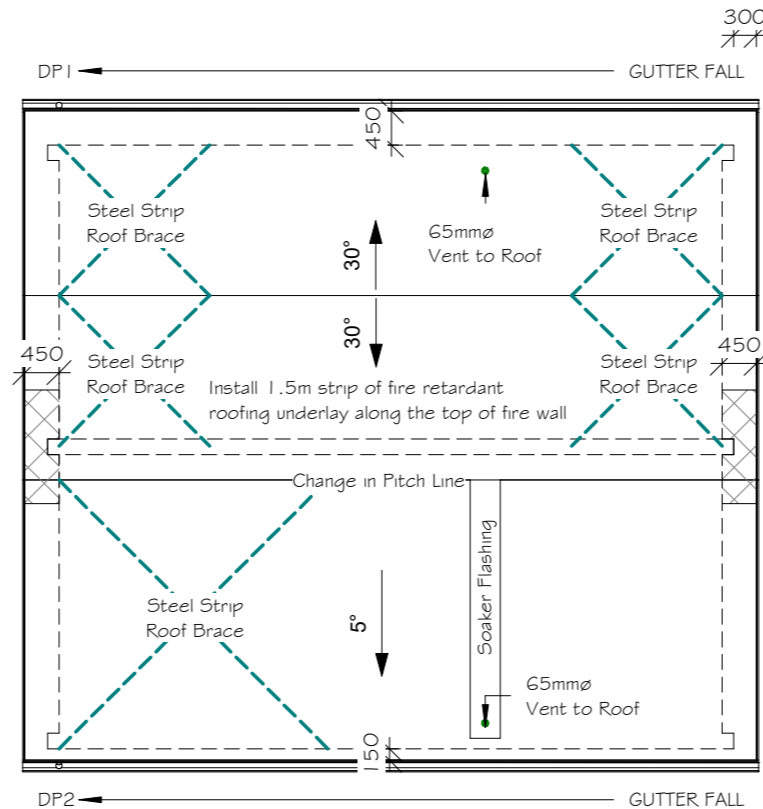 300
DP1
GUTTER FALL
450
Steel Strip
Roof Brace
65mmø
Vent to Roof
Steel Strip
Roof Brace
30°
30°
450
Steel Strip
Roof Brace
Steel Strip
Roof Brace
450
Install 1.5m strip of fire retardant
roofing underlay along the top of fire wall
Change in Pitch Line
Soaker Flashing
Steel Strip
Roof Brace
5°
65mmø
Vent to Roof
150
DP2
GUTTER FALL